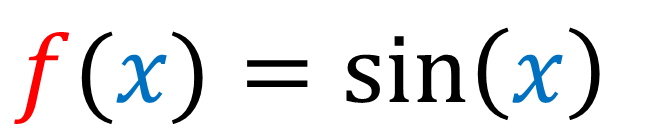 f(x) = sin(x)